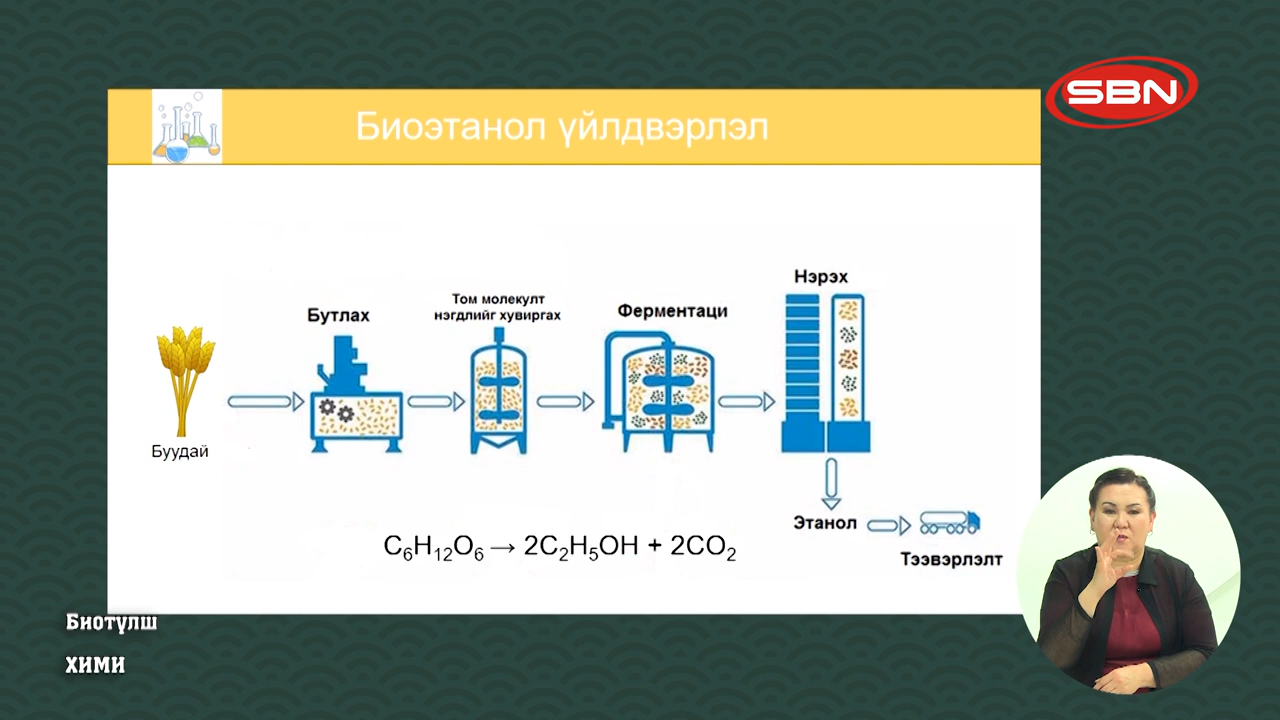 SBN
Биоэтанол үйлдвэрлэл
Нэрэх
Том молекулт
нэгдлийг хувиргах
Ферментаци
Бутлах
Буудай
Этанол
C₆H₁₂O₆ → 2C₂H₅OH + 2CO₂
Тээвэрлэлт
Биотүлш
ХИМИ